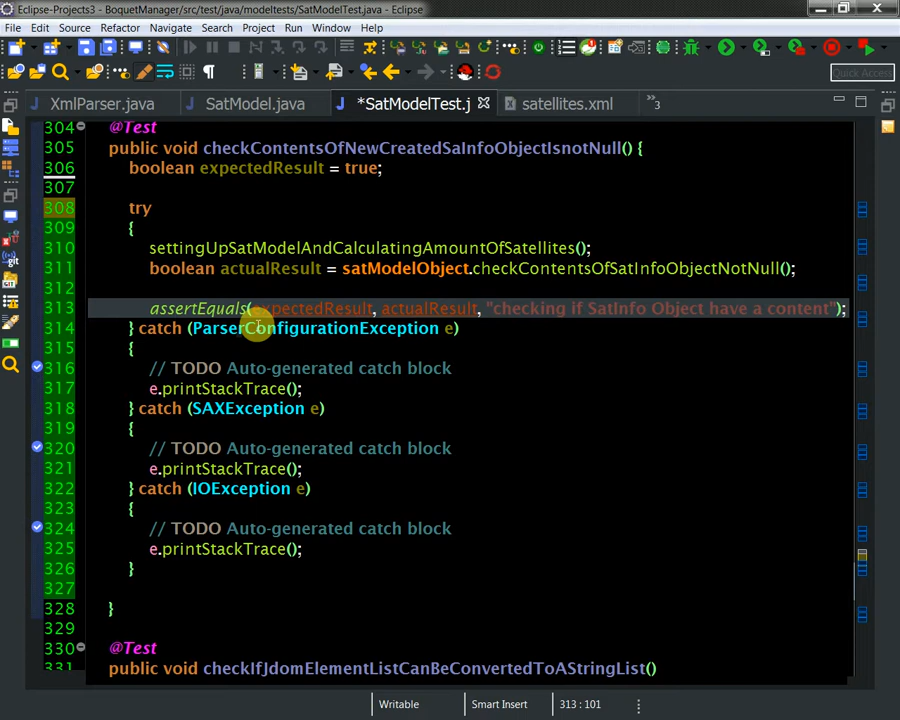 Eclipse-Projects3 - BoquetManager/src/test/java/modeltests/SatModelTest.java - Eclipse
File Edit Source Refactor Navigate Search Project Run Window Help
Quick Access
XmlParser.java SatModel.java *SatModelTest.j satellites.xml »3
304 @Test
305 public void checkContentsOfNewCreatedSaInfoObjectIsnotNull() {
306 boolean expectedResult = true;
307
308 try
309 {
310 settingUpSatModelAndCalculatingAmountOfSatellites();
311 boolean actualResult = satModelObject.checkContentsOfSatInfoObjectNotNull();
312
313 assertEquals(expectedResult, actualResult, "checking if SatInfo Object have a content");
314 } catch (ParserConfigurationException e)
315 {
316 // TODO Auto-generated catch block
317 e.printStackTrace();
318 } catch (SAXException e)
319 {
320 // TODO Auto-generated catch block
321 e.printStackTrace();
322 } catch (IOException e)
323 {
324 // TODO Auto-generated catch block
325 e.printStackTrace();
326 }
327
328 }
329
330 @Test
331 public void checkIfJdomElementListCanBeConvertedToAStringList()
Writable Smart Insert 313 : 101